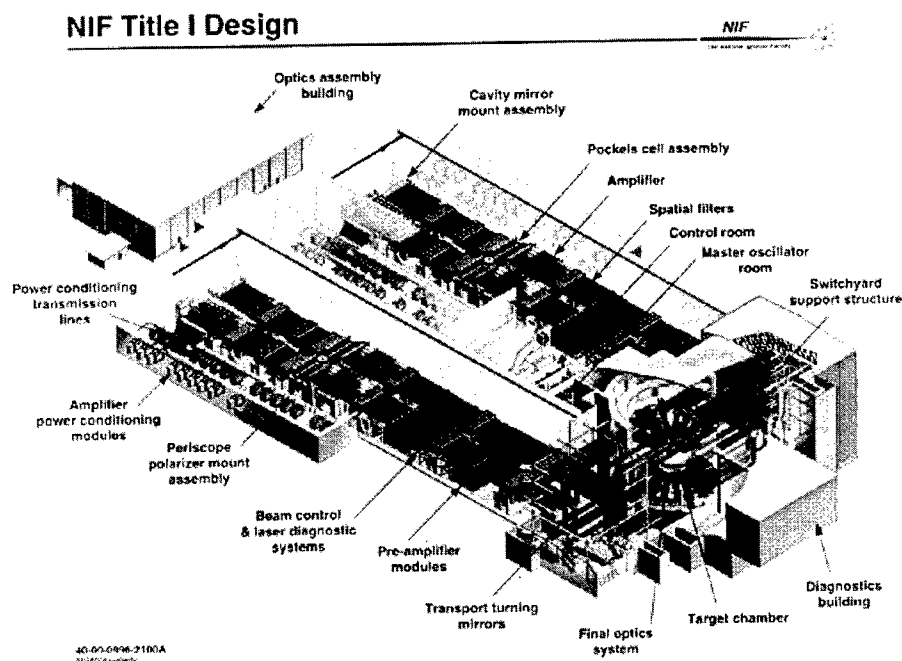 NIF Title I Design
NIF
Optics assembly
building
Cavity mirror
mount assembly
Pockels cell assembly
Amplifier
Spatial filters
Control room
Master oscillator
room
Switchyard
support structure
Power conditioning
transmission
lines
Amplifier
power conditioning
modules
Periscope
polarizer mount
assembly
Beam control
& laser diagnostic
systems
Pre-amplifier
modules
Transport turning
mirrors
Final optics
system
Target chamber
Diagnostics
building
40-00-0996-2100A